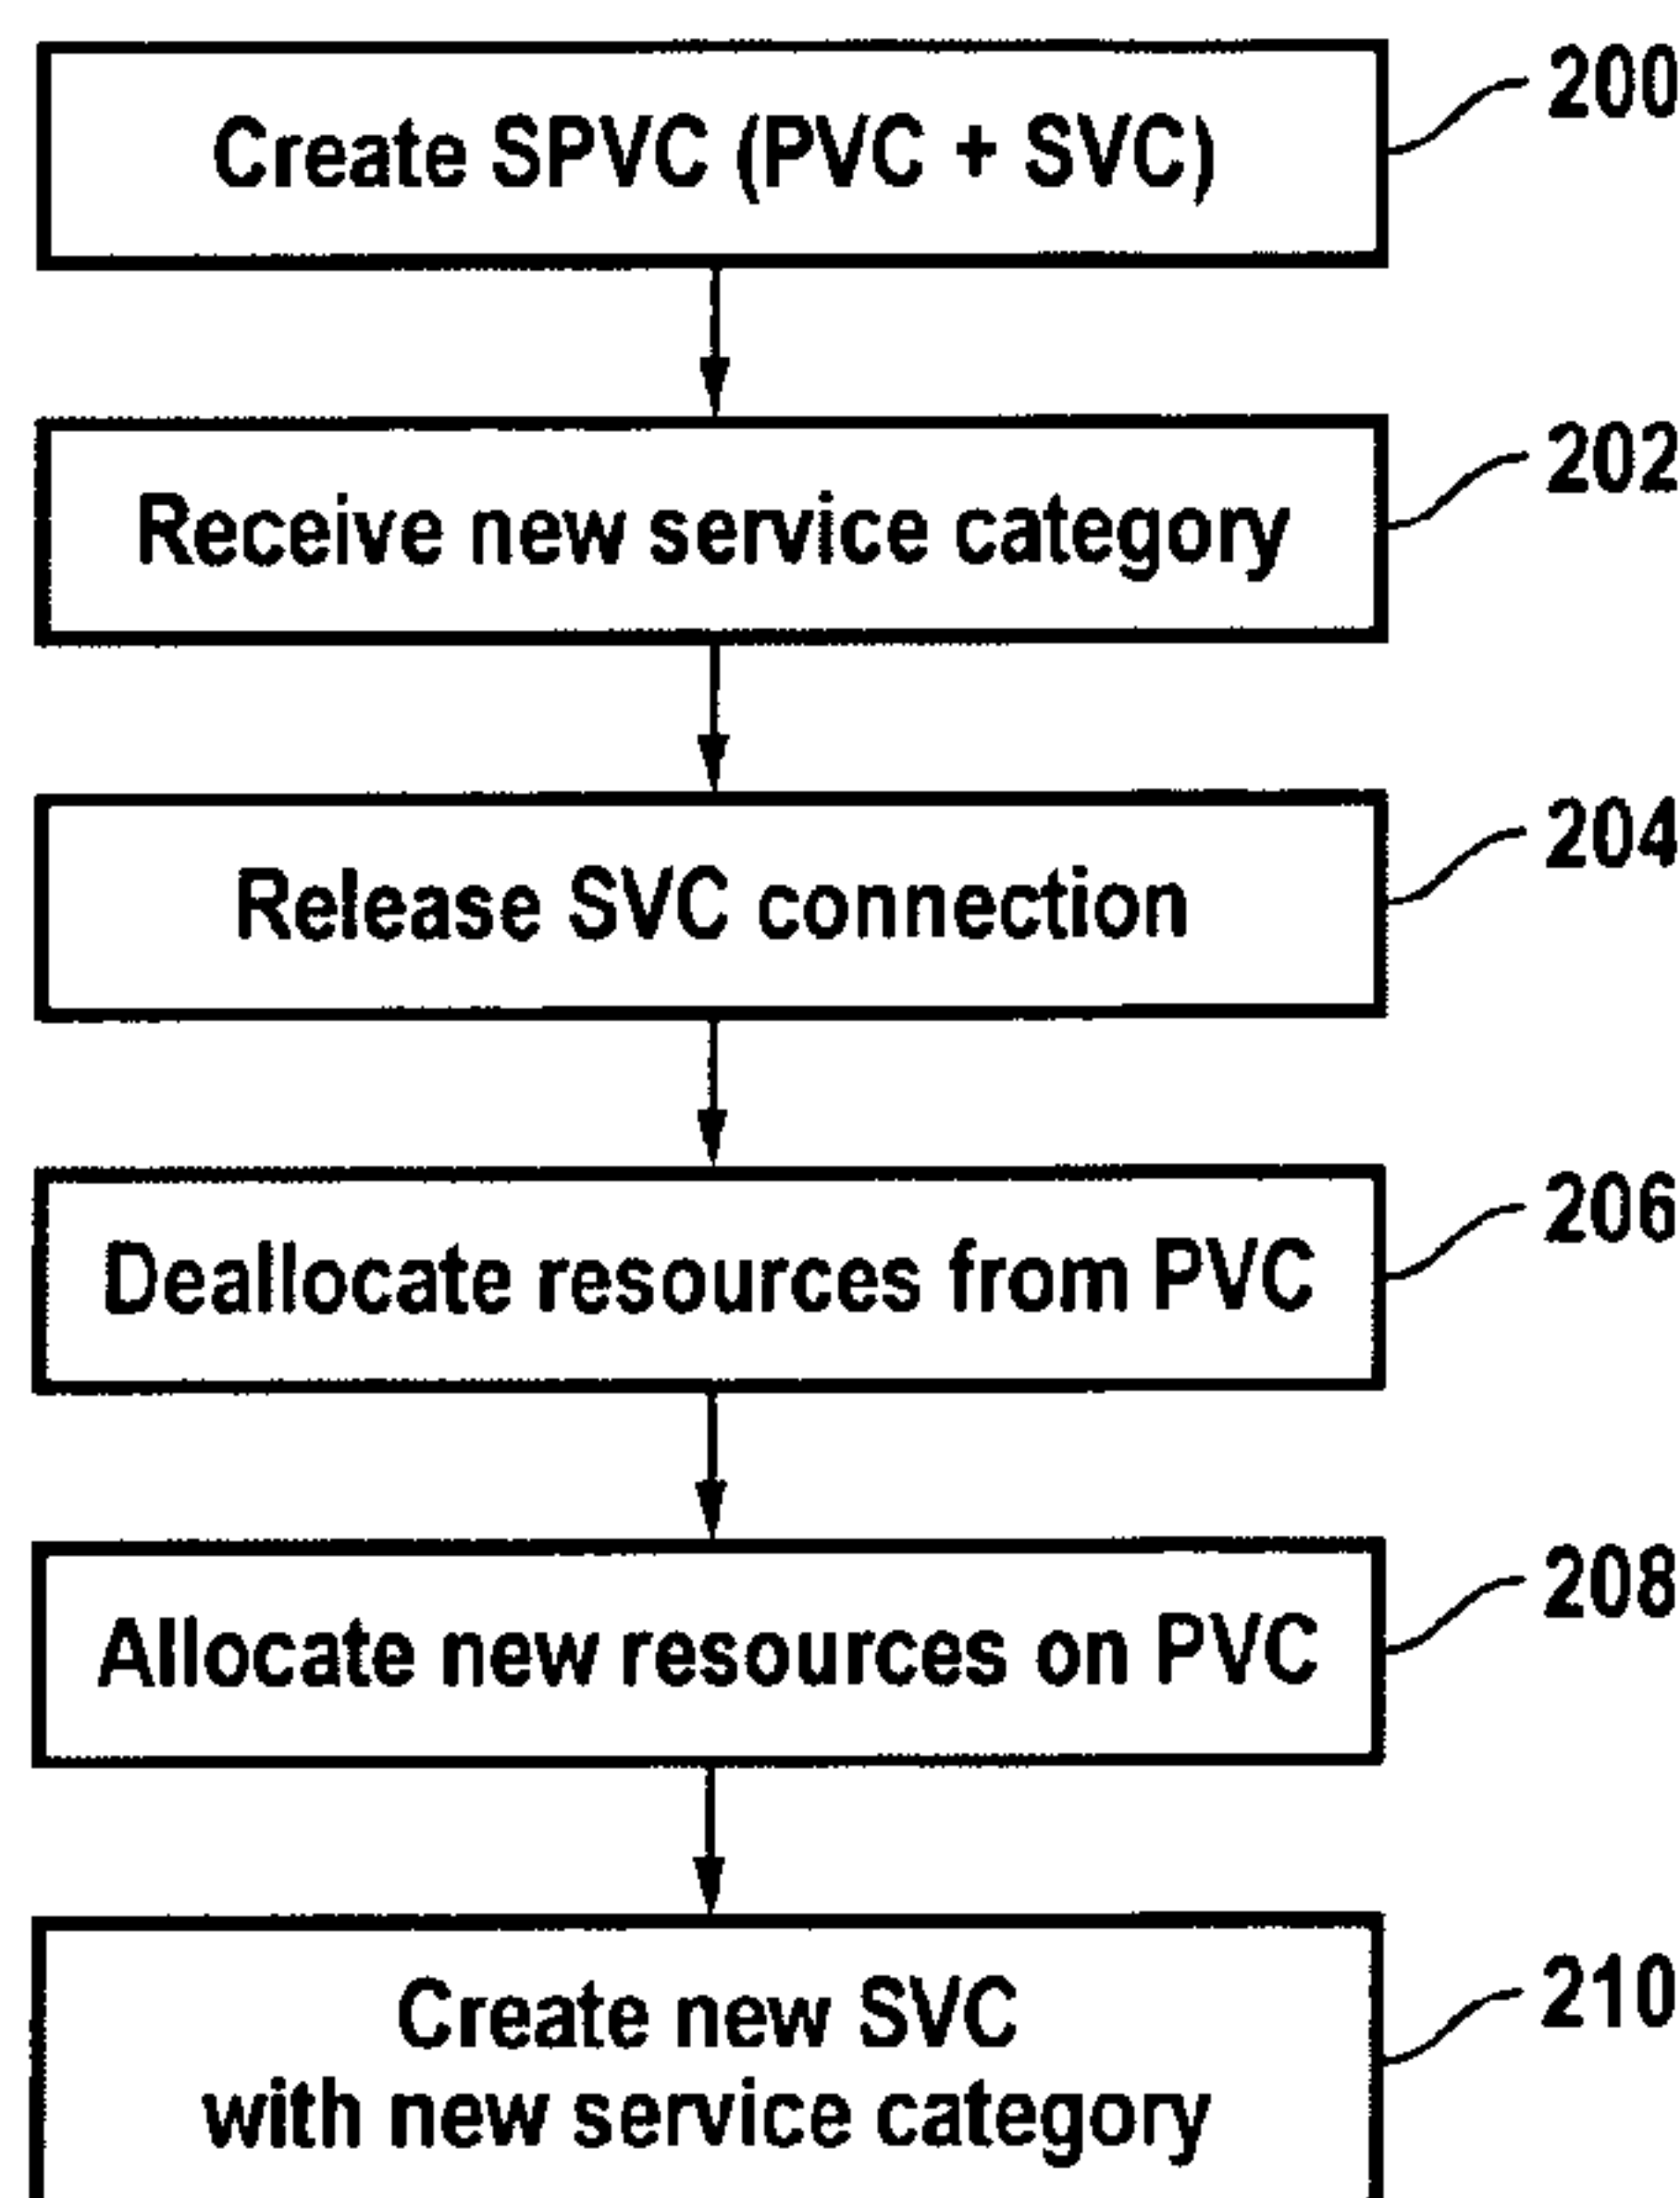 Create SPVC (PVC + SVC)
200
Receive new service category
202
Release SVC connection
204
Deallocate resources from PVC
206
Allocate new resources on PVC
208
Create new SVC
with new service category
210